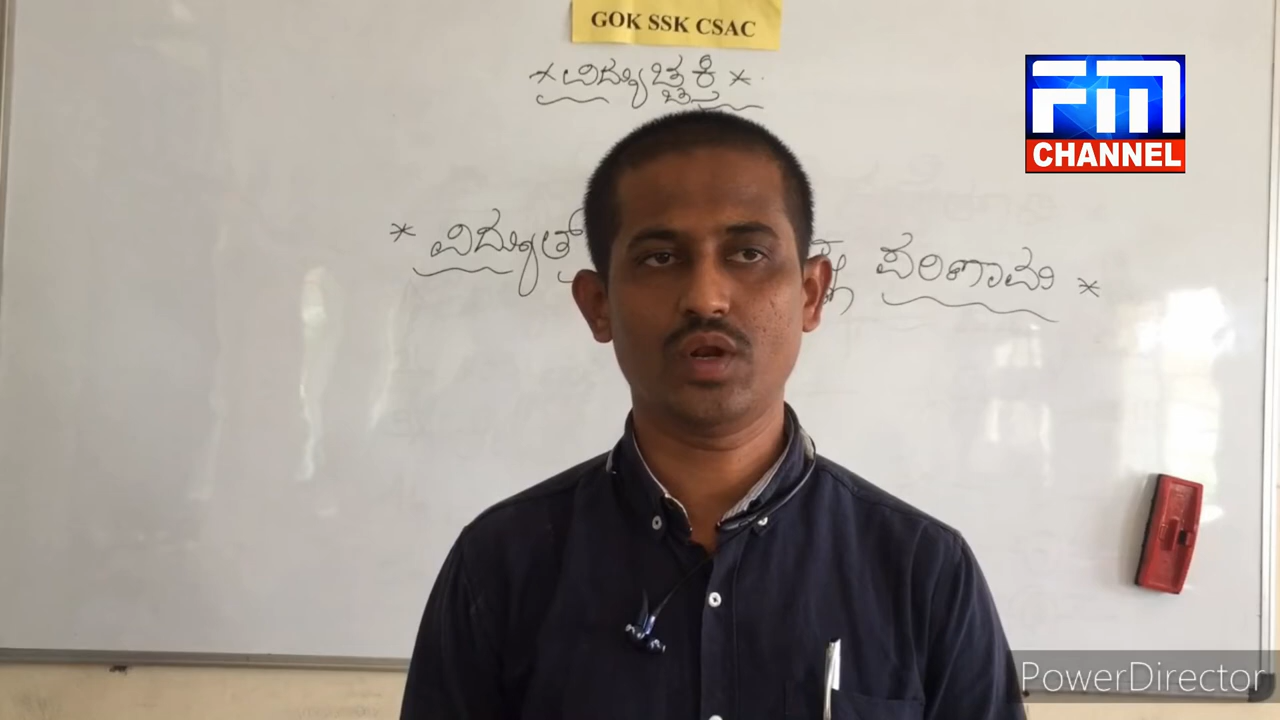 GOK SSK CSAC
FM
CHANNEL
* ವಿದ್ಯುಚ್ಛಕ್ತಿ *
* ವಿದ್ಯುತ್ ಪರಿಣಾಮ *
PowerDirector